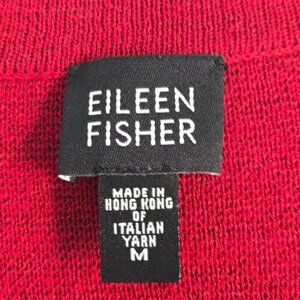 EILEEN
FISHER
MADE IN
HONG KONG
OF
ITALIAN
YARN
M